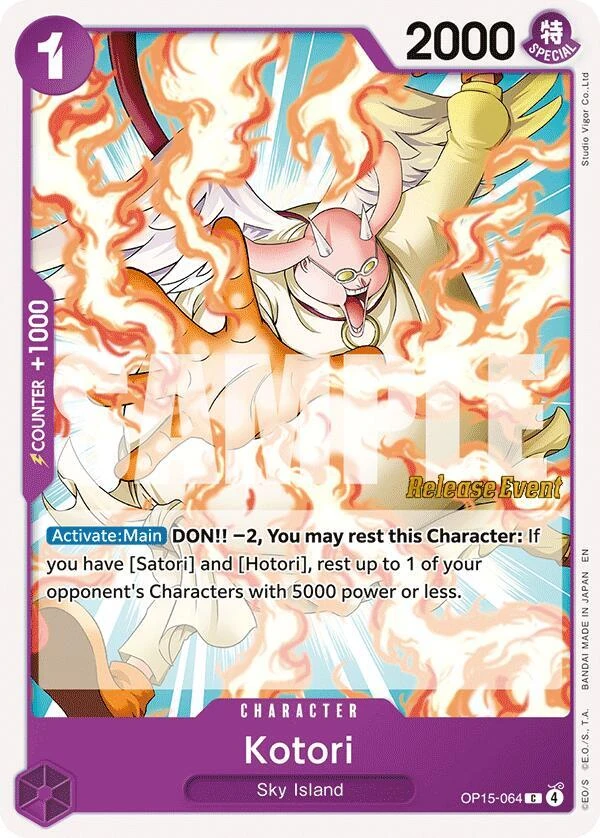 1
2000
特
SPECIAL
Studio Vigor Co.,Ltd
⚡COUNTER +1000
SAMPLE
Release Event
Activate:Main DON!! −2, You may rest this Character: If
you have [Satori] and [Hotori], rest up to 1 of your
opponent's Characters with 5000 power or less.
©EO/S ©E.O./S., T.A. BANDAI MADE IN JAPAN EN
CHARACTER
Kotori
Sky Island
OP15-064 C 4